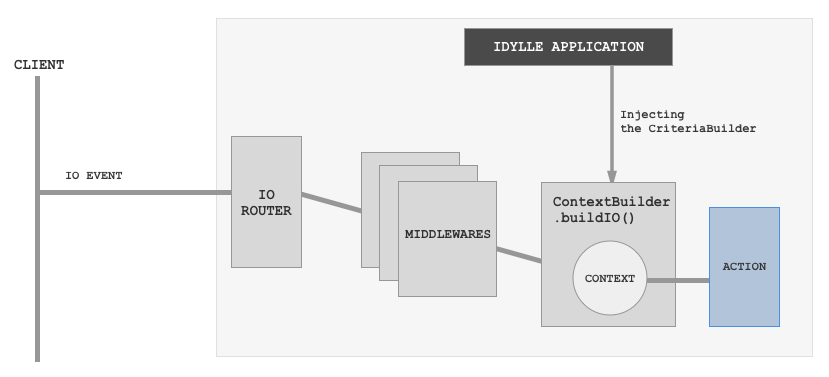 IDYLLE APPLICATION
CLIENT
Injecting
the CriteriaBuilder
IO EVENT
IO
ROUTER
MIDDLEWARES
ContextBuilder
.buildIO()
CONTEXT
ACTION